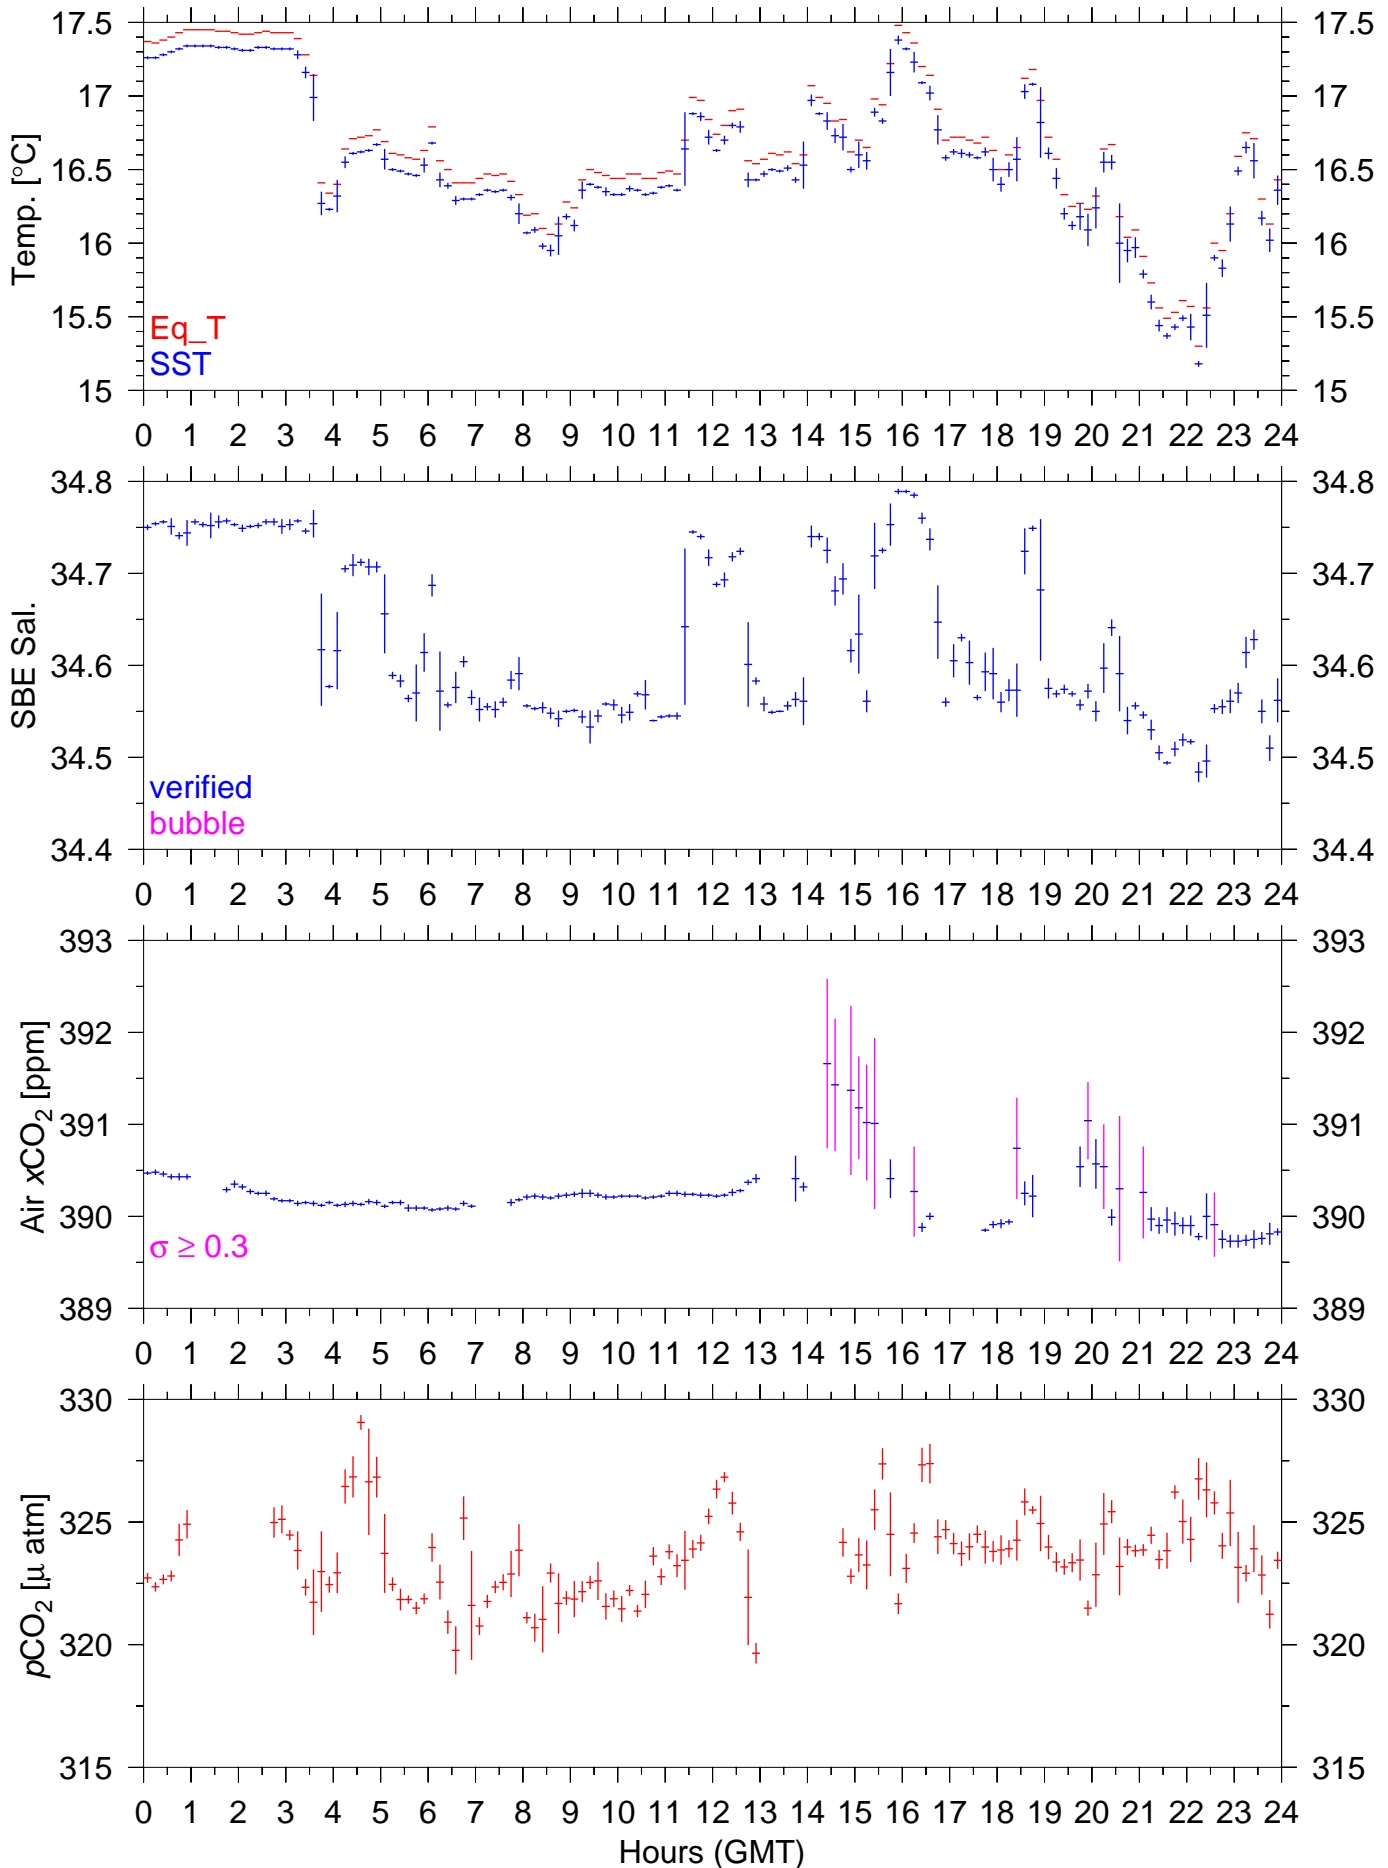 17.5 17.5
17 17
16.5 16.5
16 16
15.5 15.5
15 15
Temp. [°C]
Eq_T
SST
0 1 2 3 4 5 6 7 8 9 10 11 12 13 14 15 16 17 18 19 20 21 22 23 24
34.8 34.8
34.7 34.7
34.6 34.6
34.5 34.5
34.4 34.4
SBE Sal.
verified
bubble
0 1 2 3 4 5 6 7 8 9 10 11 12 13 14 15 16 17 18 19 20 21 22 23 24
393 393
392 392
391 391
390 390
389 389
Air xCO₂ [ppm]
σ ≥ 0.3
0 1 2 3 4 5 6 7 8 9 10 11 12 13 14 15 16 17 18 19 20 21 22 23 24
330 330
325 325
320 320
315 315
pCO₂ [μ atm]
0 1 2 3 4 5 6 7 8 9 10 11 12 13 14 15 16 17 18 19 20 21 22 23 24
Hours (GMT)